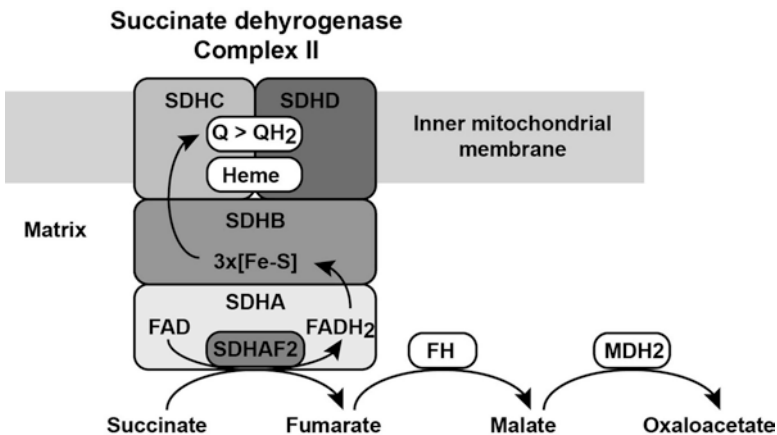 Succinate dehyrogenase
Complex II
SDHC
SDHD
Q > QH2
Heme
Inner mitochondrial
membrane
Matrix
SDHB
3x[Fe-S]
SDHA
FAD
FADH2
SDHAF2
FH
MDH2
Succinate
Fumarate
Malate
Oxaloacetate